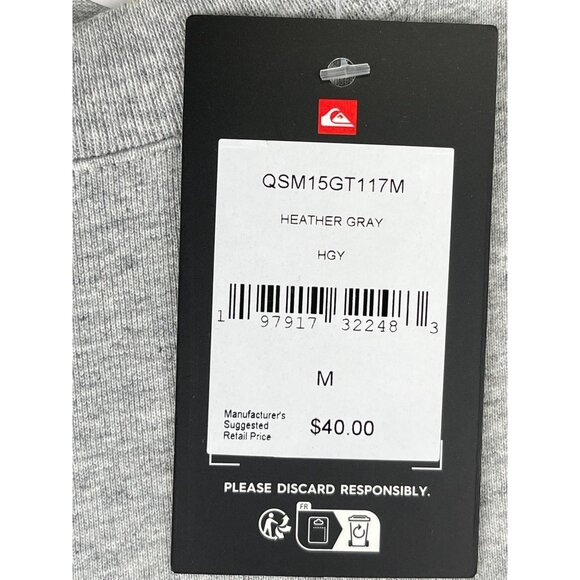 QSM15GT117M
HEATHER GRAY
HGY
1 97917 32248 3
M
Manufacturer's
Suggested
Retail Price
$40.00
PLEASE DISCARD RESPONSIBLY.
FR